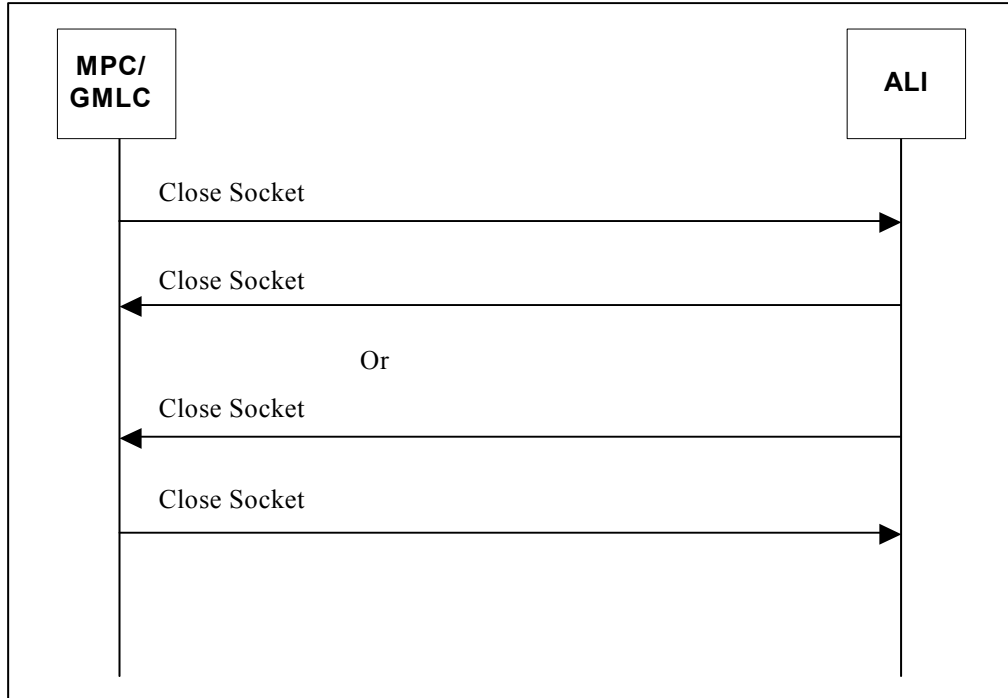 MPC/
GMLC
ALI
Close Socket
Close Socket
Or
Close Socket
Close Socket